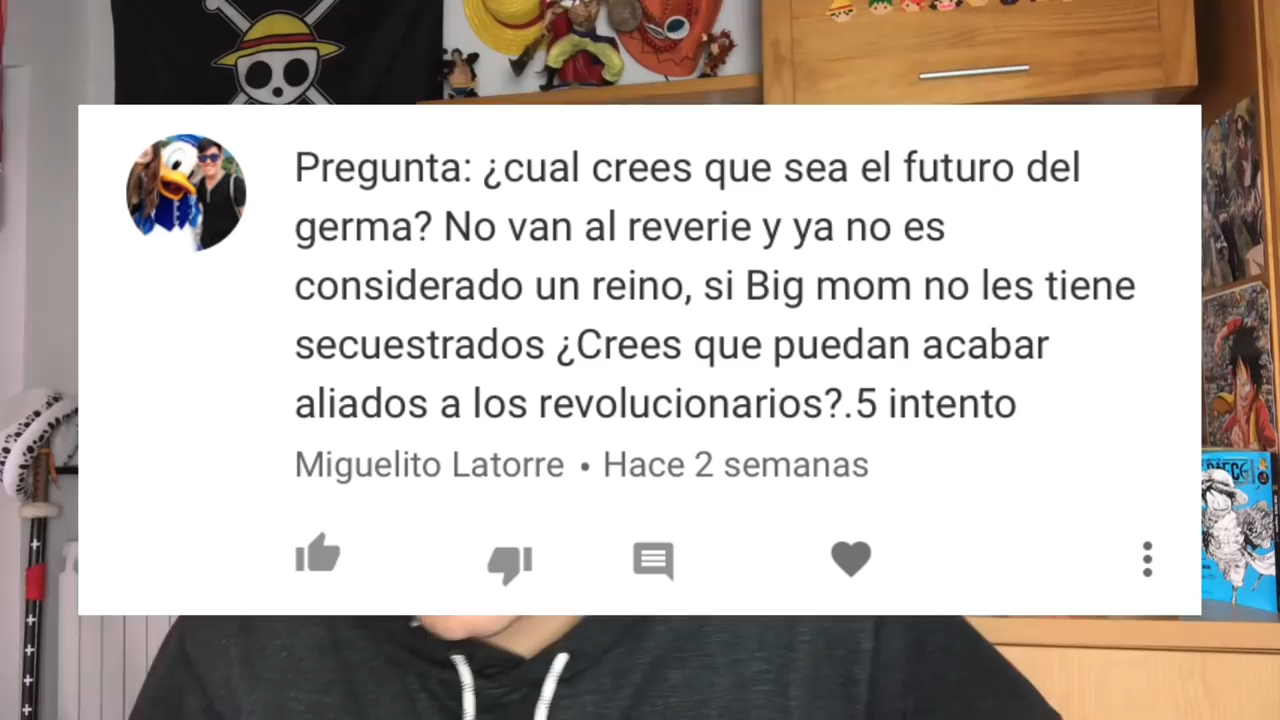 Pregunta: ¿cual crees que sea el futuro del
germa? No van al reverie y ya no es
considerado un reino, si Big mom no les tiene
secuestrados ¿Crees que puedan acabar
aliados a los revolucionarios?.5 intento
Miguelito Latorre • Hace 2 semanas